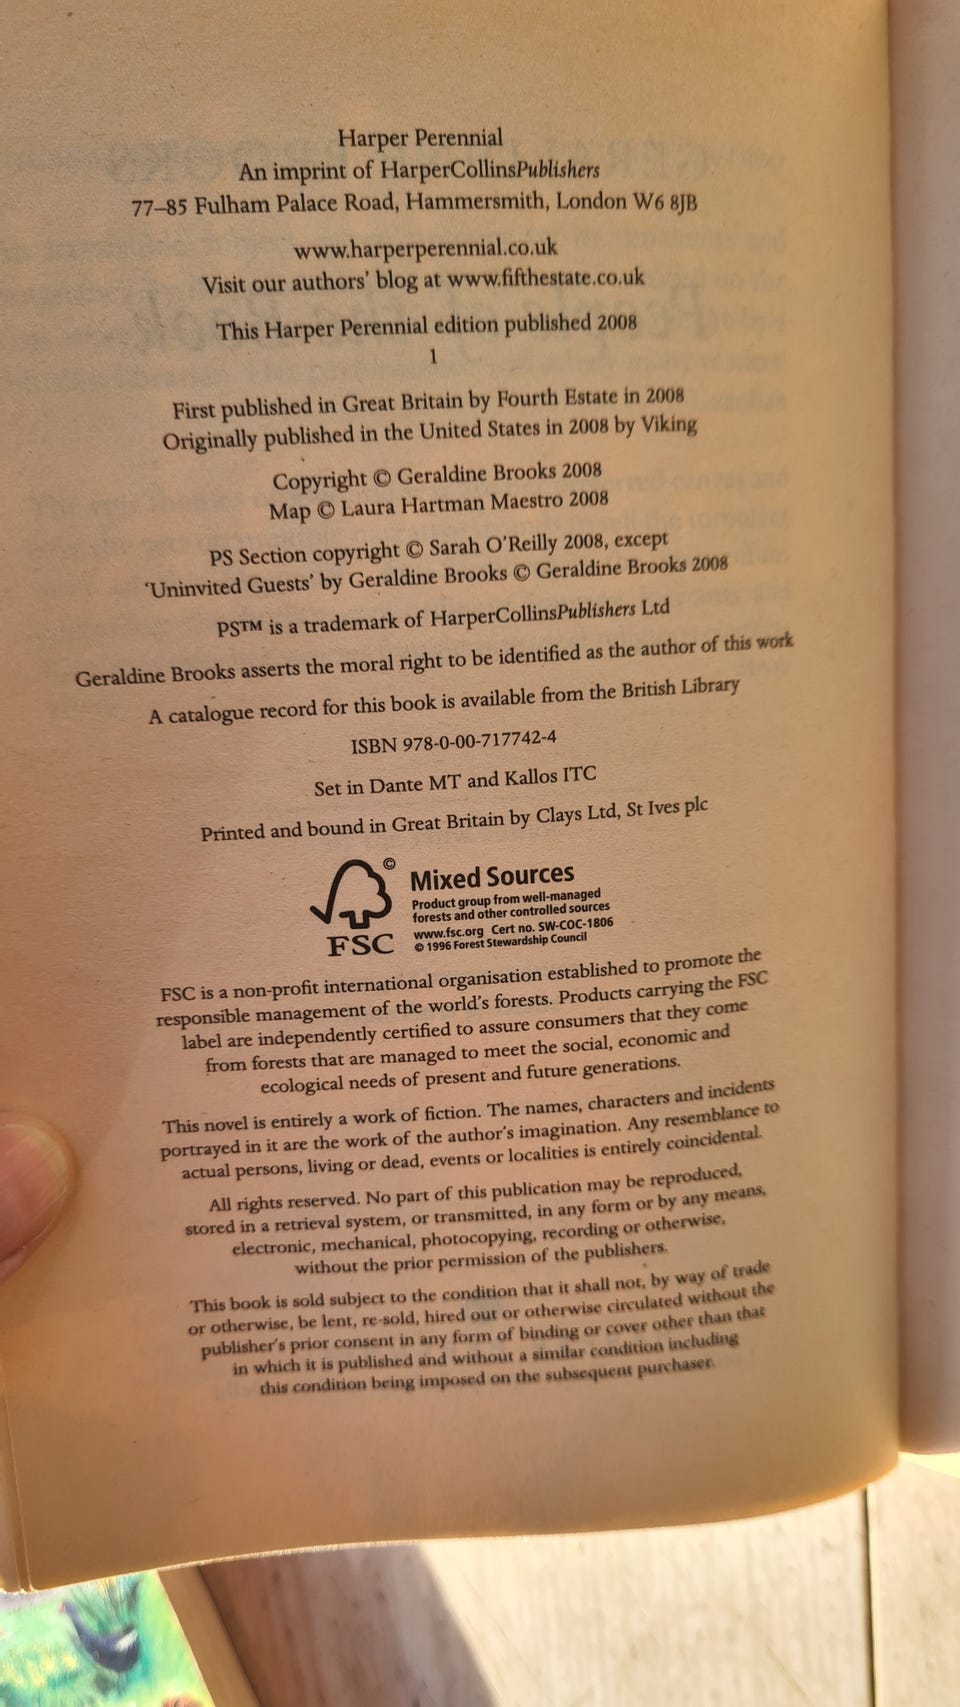 Harper Perennial
An imprint of HarperCollinsPublishers
77–85 Fulham Palace Road, Hammersmith, London W6 8JB
www.harperperennial.co.uk
Visit our authors' blog at www.fifthestate.co.uk
This Harper Perennial edition published 2008
1
First published in Great Britain by Fourth Estate in 2008
Originally published in the United States in 2008 by Viking
Copyright © Geraldine Brooks 2008
Map © Laura Hartman Maestro 2008
PS Section copyright © Sarah O'Reilly 2008, except
'Uninvited Guests' by Geraldine Brooks © Geraldine Brooks 2008
PS™ is a trademark of HarperCollinsPublishers Ltd
Geraldine Brooks asserts the moral right to be identified as the author of this work
A catalogue record for this book is available from the British Library
ISBN 978-0-00-717742-4
Set in Dante MT and Kallos ITC
Printed and bound in Great Britain by Clays Ltd, St Ives plc
©
FSC
Mixed Sources
Product group from well-managed
forests and other controlled sources
www.fsc.org Cert no. SW-COC-1806
© 1996 Forest Stewardship Council
FSC is a non-profit international organisation established to promote the
responsible management of the world's forests. Products carrying the FSC
label are independently certified to assure consumers that they come
from forests that are managed to meet the social, economic and
ecological needs of present and future generations.
This novel is entirely a work of fiction. The names, characters and incidents
portrayed in it are the work of the author's imagination. Any resemblance to
actual persons, living or dead, events or localities is entirely coincidental.
All rights reserved. No part of this publication may be reproduced,
stored in a retrieval system, or transmitted, in any form or by any means,
electronic, mechanical, photocopying, recording or otherwise,
without the prior permission of the publishers.
This book is sold subject to the condition that it shall not, by way of trade
or otherwise, be lent, re-sold, hired out or otherwise circulated without the
publisher's prior consent in any form of binding or cover other than that
in which it is published and without a similar condition including
this condition being imposed on the subsequent purchaser.